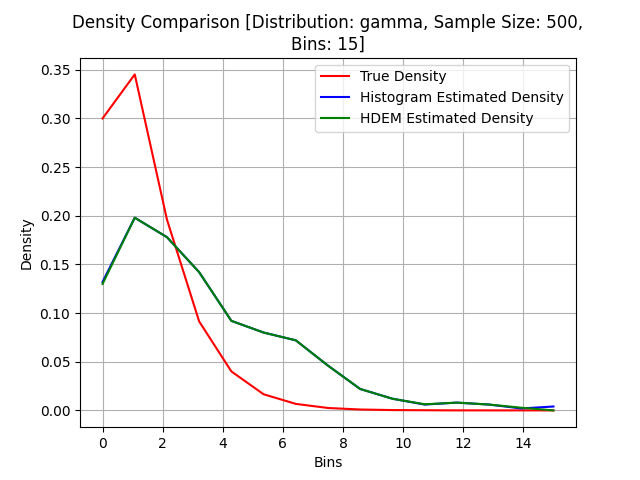 Density Comparison [Distribution: gamma, Sample Size: 500,
Bins: 15]
True Density
Histogram Estimated Density
HDEM Estimated Density
Density
0.35
0.30
0.25
0.20
0.15
0.10
0.05
0.00
0 2 4 6 8 10 12 14
Bins